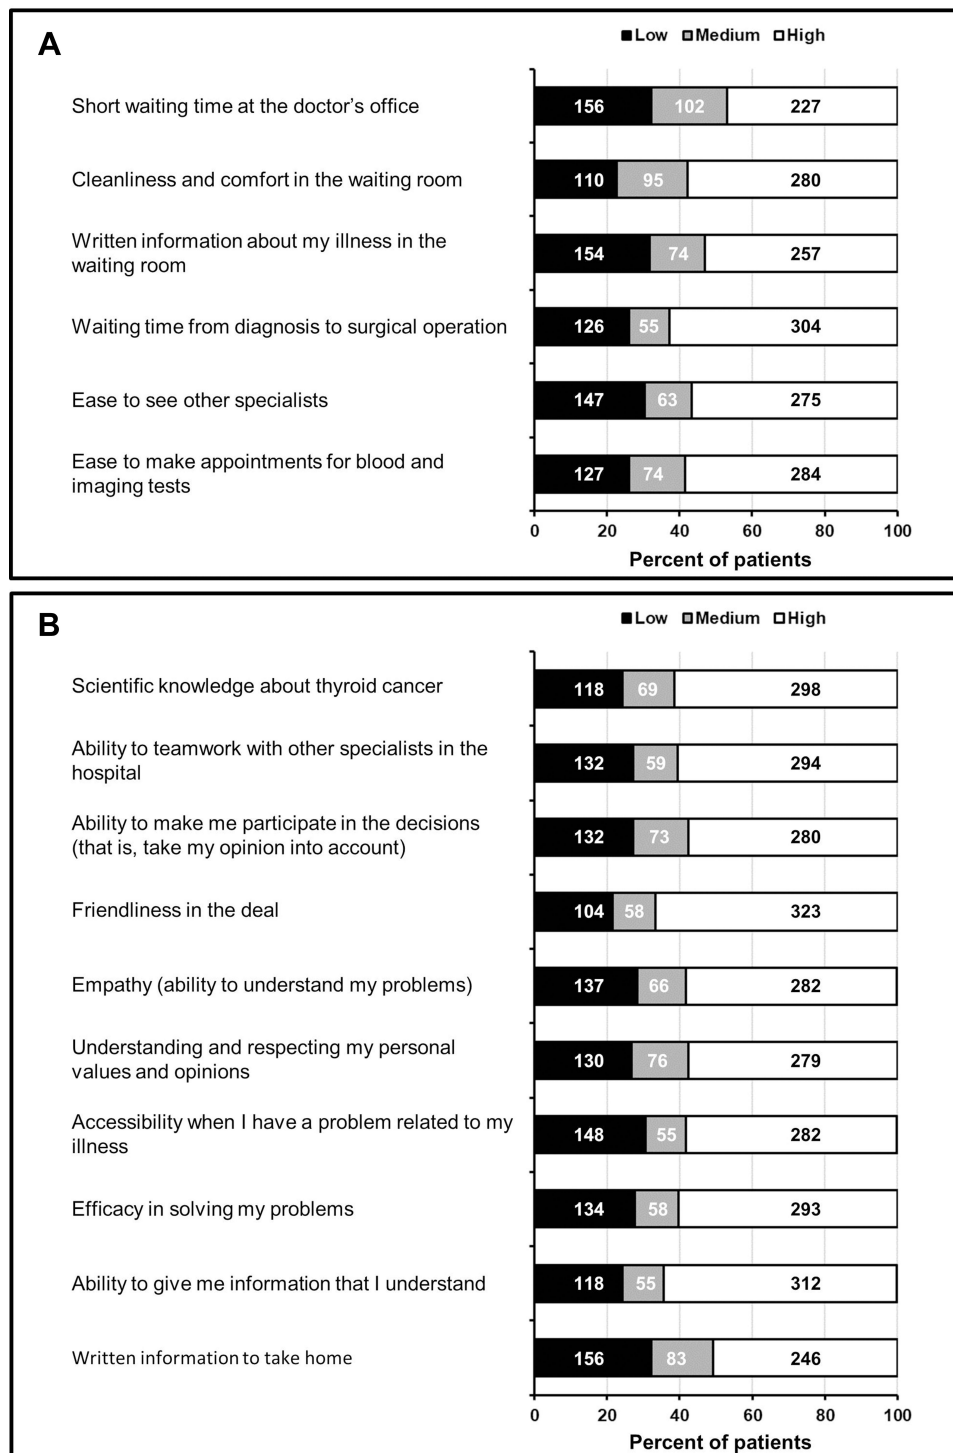 A
Low Medium High
Short waiting time at the doctor’s office 156 102 227
Cleanliness and comfort in the waiting room 110 95 280
Written information about my illness in the
waiting room 154 74 257
Waiting time from diagnosis to surgical operation 126 55 304
Ease to see other specialists 147 63 275
Ease to make appointments for blood and
imaging tests 127 74 284
0 20 40 60 80 100
Percent of patients
B
Low Medium High
Scientific knowledge about thyroid cancer 118 69 298
Ability to teamwork with other specialists in the
hospital 132 59 294
Ability to make me participate in the decisions
(that is, take my opinion into account) 132 73 280
Friendliness in the deal 104 58 323
Empathy (ability to understand my problems) 137 66 282
Understanding and respecting my personal
values and opinions 130 76 279
Accessibility when I have a problem related to my
illness 148 55 282
Efficacy in solving my problems 134 58 293
Ability to give me information that I understand 118 55 312
Written information to take home 156 83 246
0 20 40 60 80 100
Percent of patients